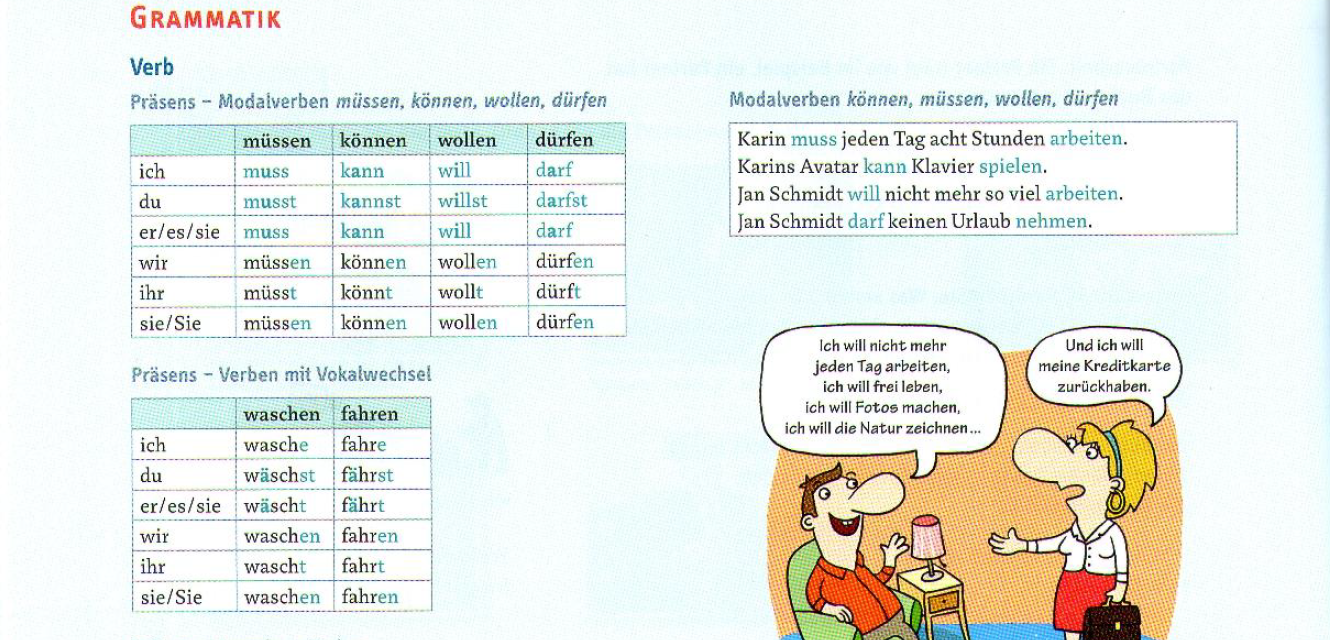 GRAMMATIK
Verb
Präsens – Modalverben müssen, können, wollen, dürfen
müssen können wollen dürfen
ich muss kann will darf
du musst kannst willst darfst
er/es/sie muss kann will darf
wir müssen können wollen dürfen
ihr müsst könnt wollt dürft
sie/Sie müssen können wollen dürfen
Präsens – Verben mit Vokalwechsel
waschen fahren
ich wasche fahre
du wäschst fährst
er/es/sie wäscht fährt
wir waschen fahren
ihr wascht fahrt
sie/Sie waschen fahren
Modalverben können, müssen, wollen, dürfen
Karin muss jeden Tag acht Stunden arbeiten.
Karins Avatar kann Klavier spielen.
Jan Schmidt will nicht mehr so viel arbeiten.
Jan Schmidt darf keinen Urlaub nehmen.
Ich will nicht mehr
jeden Tag arbeiten,
ich will frei leben,
ich will Fotos machen,
ich will die Natur zeichnen...
Und ich will
meine Kreditkarte
zurückhaben.